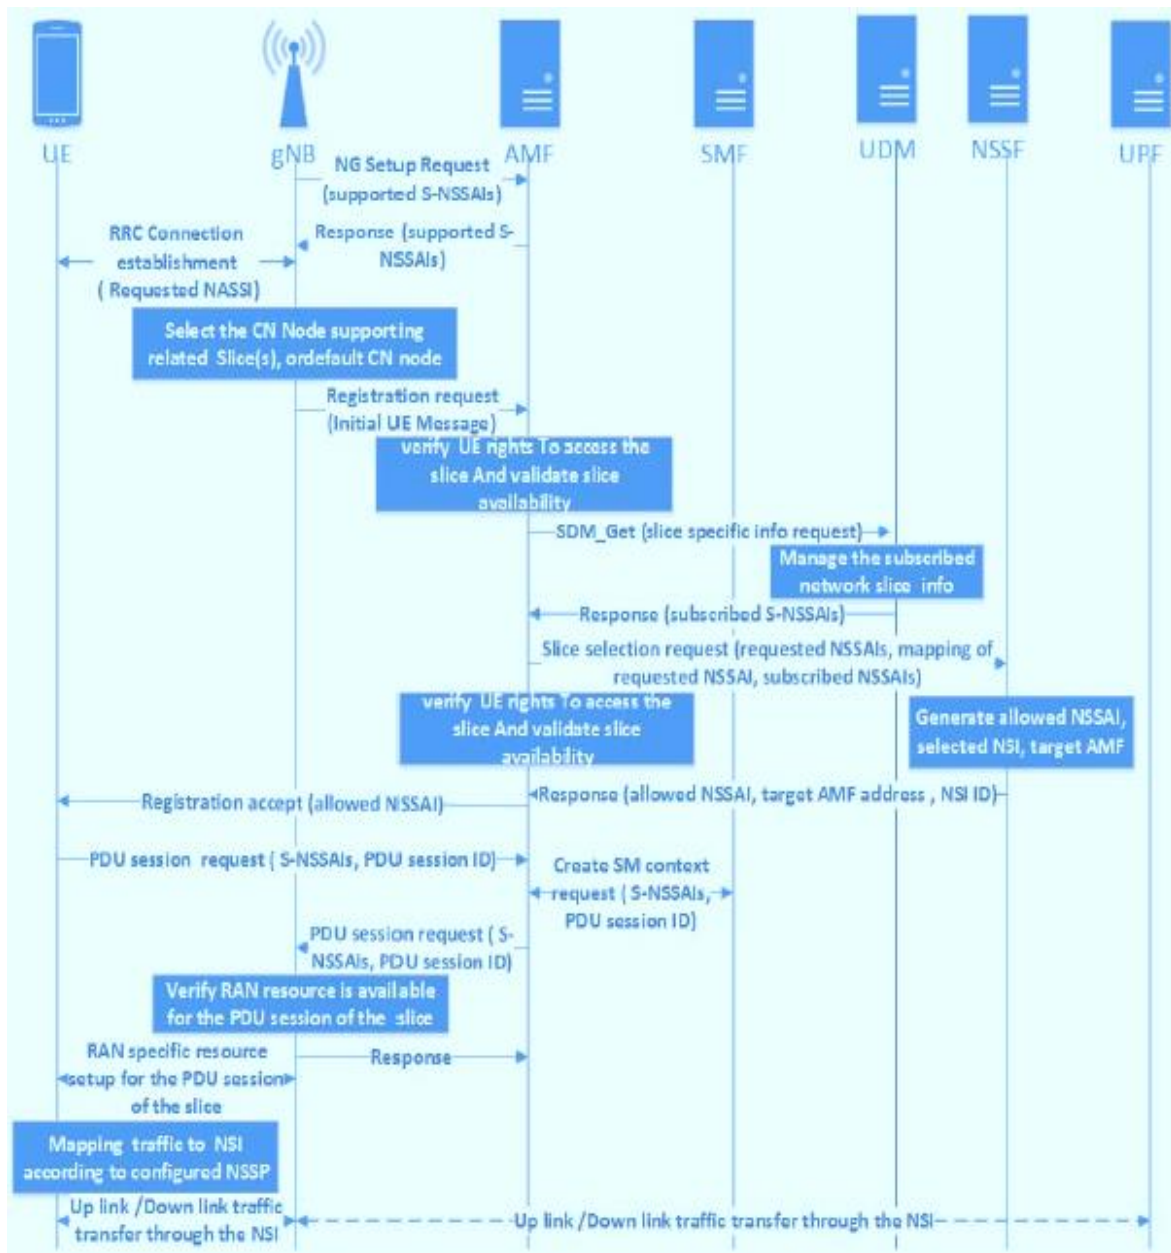 UE
gNB
AMF
SMF
UDM
NSSF
UPF
NG Setup Request
(supported S-NSSAIs)
Response (supported S-
NSSAIs)
RRC Connection
establishment
( Requested NASSI)
Select the CN Node supporting
related Slice(s), ordefault CN node
Registration request
(Initial UE Message)
verify UE rights To access the
slice And validate slice
availability
SDM_Get (slice specific info request)
Manage the subscribed
network slice info
Response (subscribed S-NSSAIs)
Slice selection request (requested NSSAIs, mapping of
requested NSSAI, subscribed NSSAIs)
verify UE rights To access the
slice And validate slice
availability
Generate allowed NSSAI,
selected NSI, target AMF
Response (allowed NSSAI, target AMF address , NSI ID)
Registration accept (allowed NSSAI)
PDU session request ( S-NSSAIs, PDU session ID)
Create SM context
request ( S-NSSAIs,
PDU session ID)
PDU session request ( S-
NSSAIs, PDU session ID)
Verify RAN resource is available
for the PDU session of the slice
RAN specific resource
setup for the PDU session
of the slice
Response
Mapping traffic to NSI
according to configured NSSP
Up link /Down link traffic
transfer through the NSI
Up link /Down link traffic transfer through the NSI